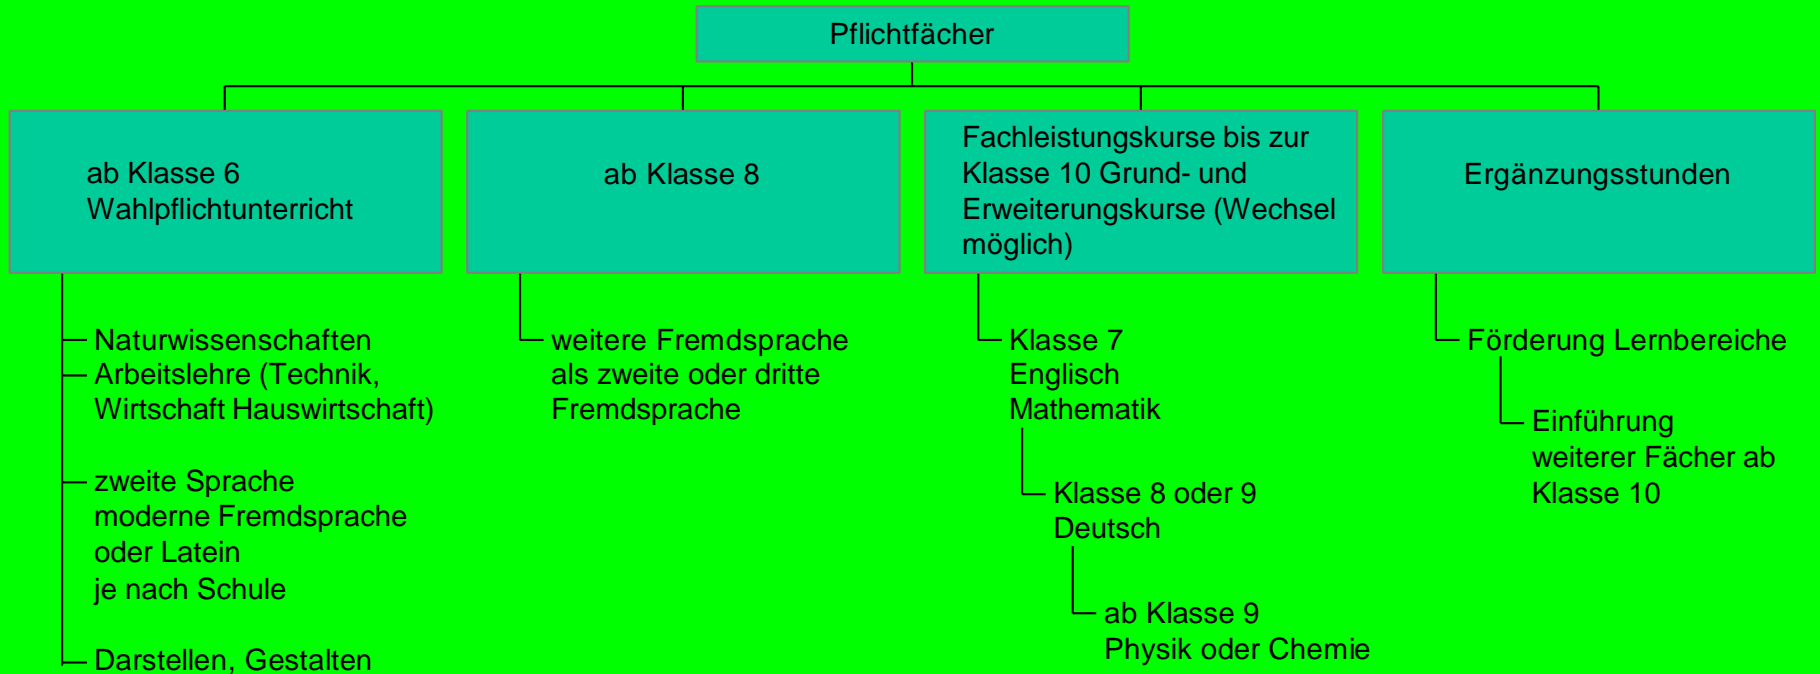 Pflichtfächer
ab Klasse 6
Wahlpflichtunterricht
ab Klasse 8
Fachleistungskurse bis zur
Klasse 10 Grund- und
Erweiterungskurse (Wechsel
möglich)
Ergänzungsstunden
Naturwissenschaften
Arbeitslehre (Technik,
Wirtschaft Hauswirtschaft)
zweite Sprache
moderne Fremdsprache
oder Latein
je nach Schule
Darstellen, Gestalten
weitere Fremdsprache
als zweite oder dritte
Fremdsprache
Klasse 7
Englisch
Mathematik
Klasse 8 oder 9
Deutsch
ab Klasse 9
Physik oder Chemie
Förderung Lernbereiche
Einführung
weiterer Fächer ab
Klasse 10